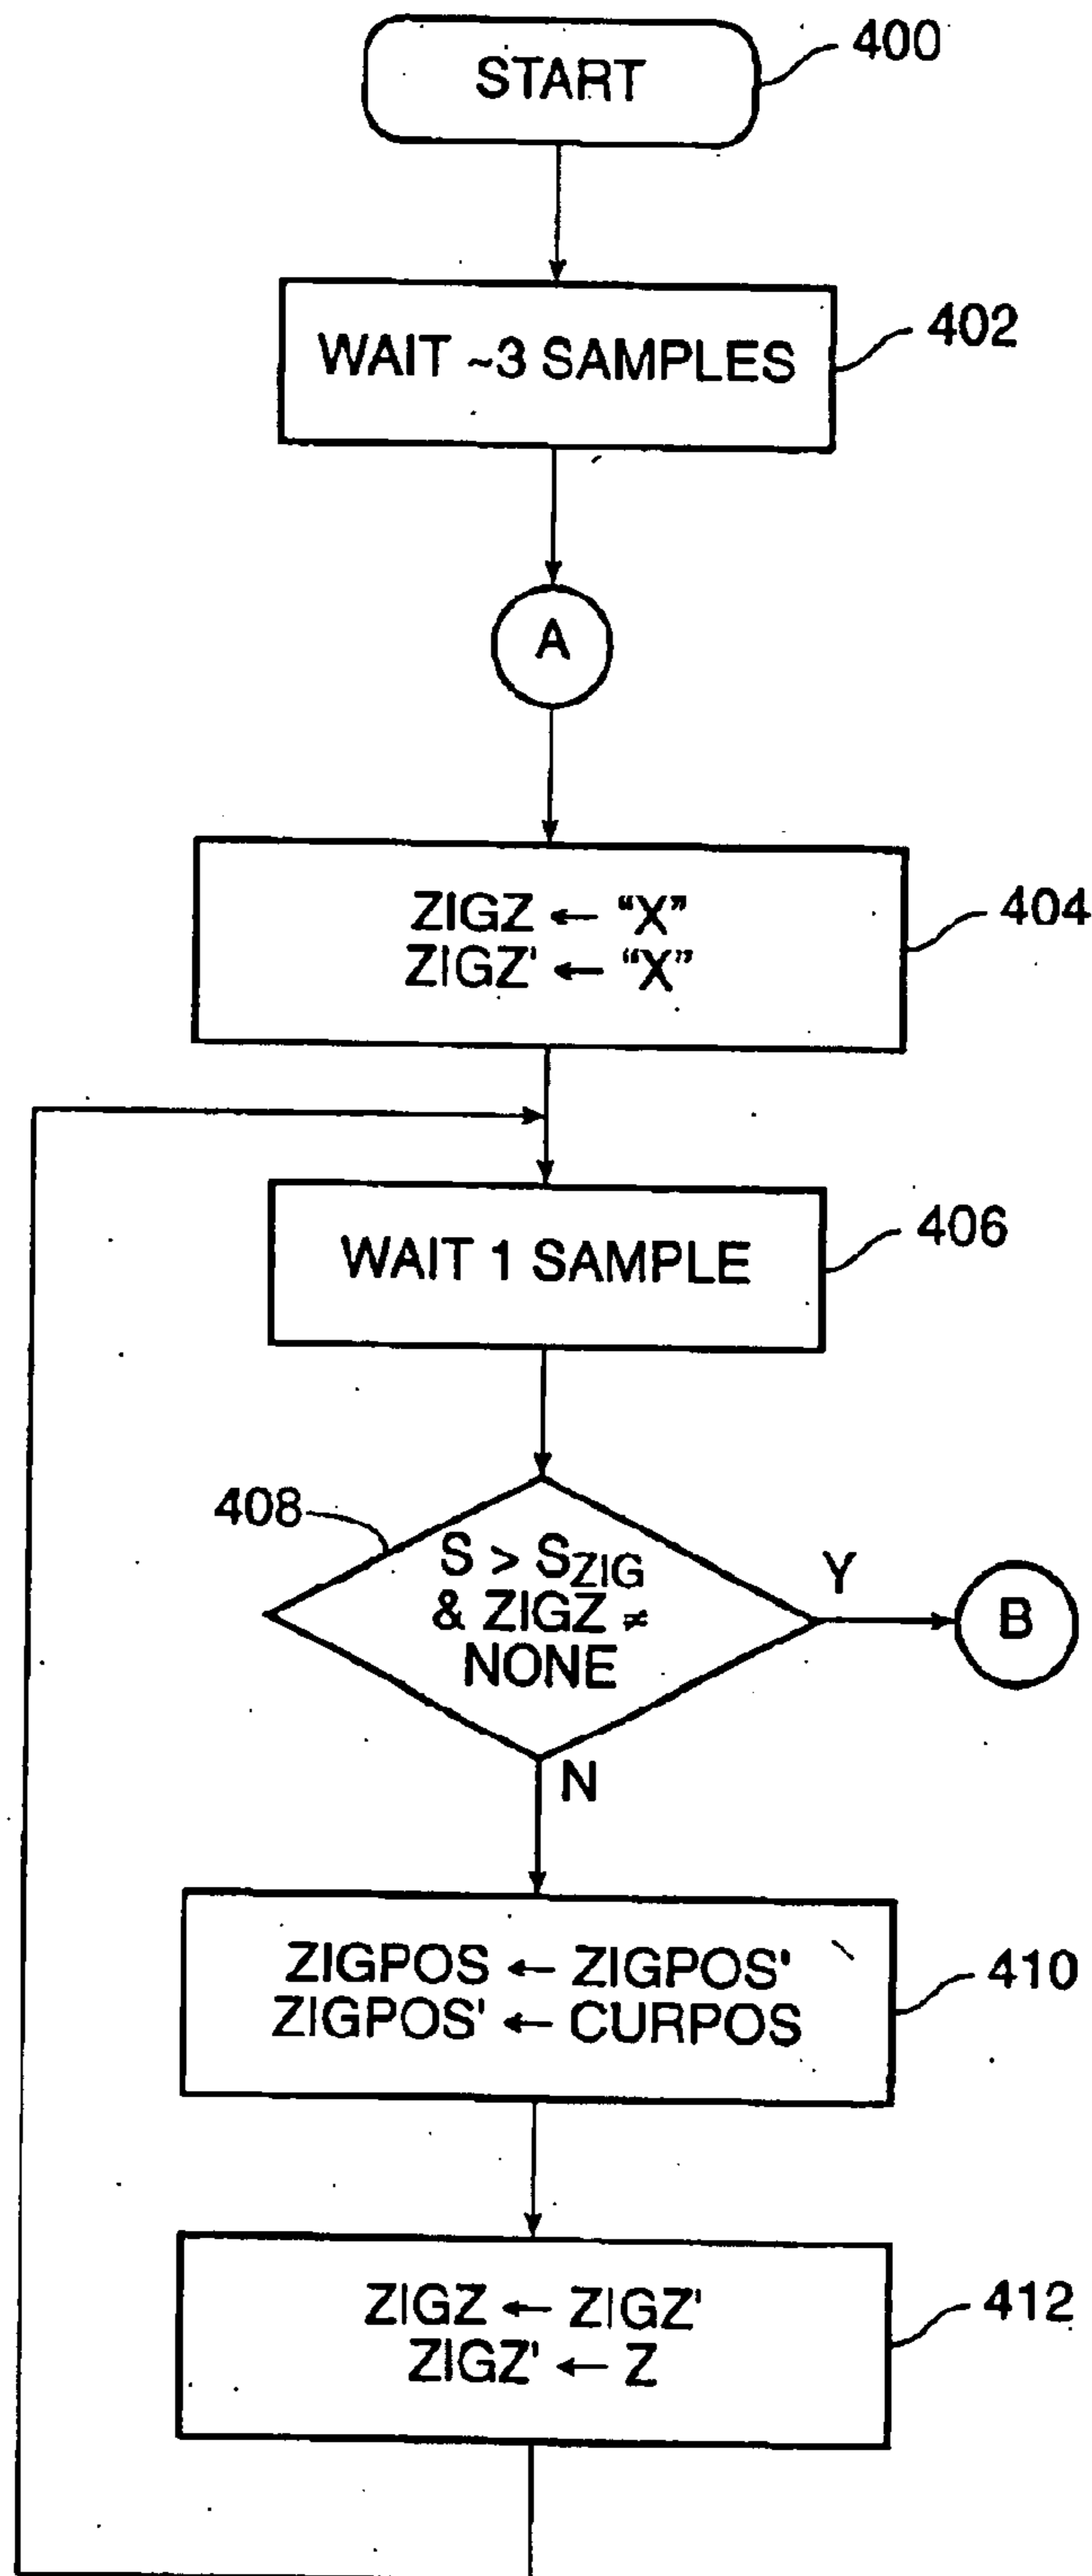 START
400
WAIT ~3 SAMPLES
402
A
ZIGZ ← "X"
ZIGZ' ← "X"
404
WAIT 1 SAMPLE
406
408
S > SZIG
& ZIGZ ≠
NONE
Y
B
N
ZIGPOS ← ZIGPOS'
ZIGPOS' ← CURPOS
410
ZIGZ ← ZIGZ'
ZIGZ' ← Z
412